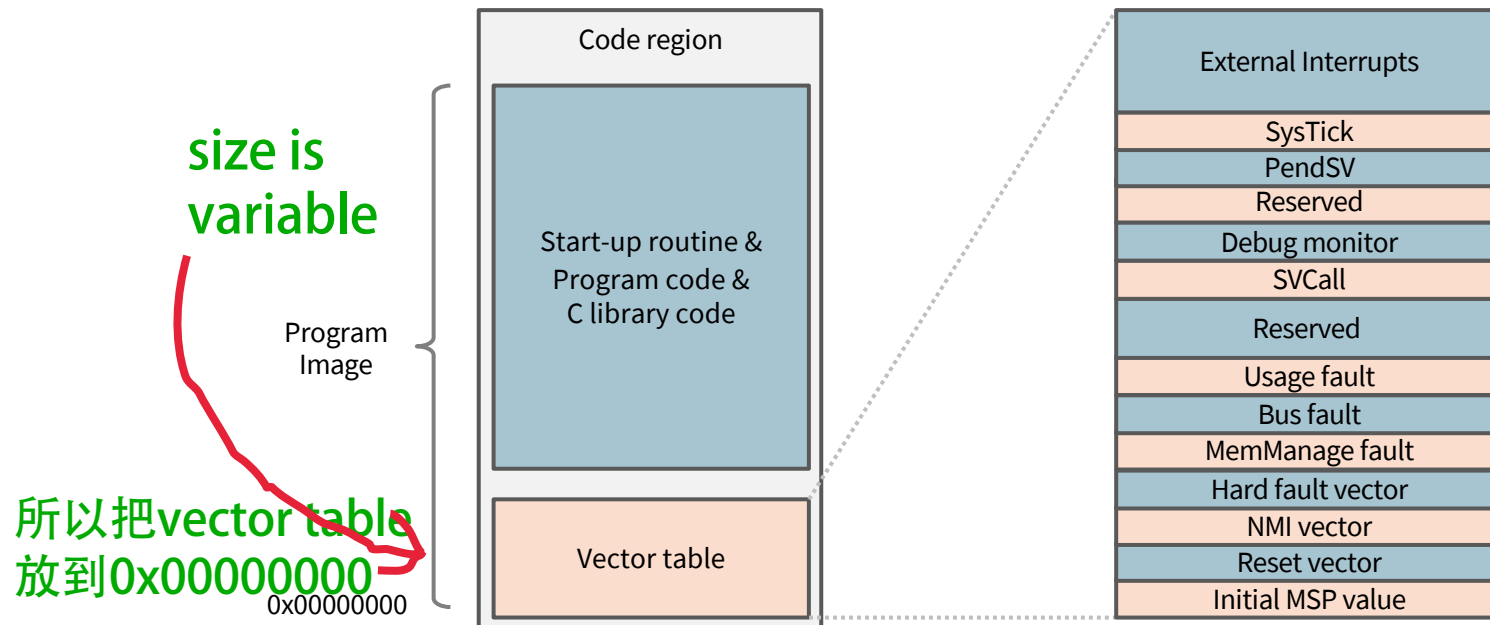 Code region
size is
variable
Start-up routine &
Program code &
C library code
Program
Image
所以把vector table
放到0x00000000
0x00000000
Vector table
External Interrupts
SysTick
PendSV
Reserved
Debug monitor
SVCall
Reserved
Usage fault
Bus fault
MemManage fault
Hard fault vector
NMI vector
Reset vector
Initial MSP value